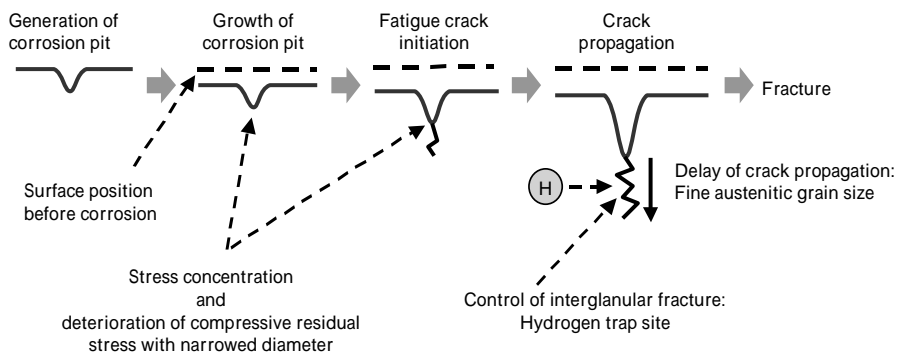 Generation of
corrosion pit
Growth of
corrosion pit
Fatigue crack
initiation
Crack
propagation
Fracture
Surface position
before corrosion
H
Delay of crack propagation:
Fine austenitic grain size
Stress concentration
and
deterioration of compressive residual
stress with narrowed diameter
Control of interglanular fracture:
Hydrogen trap site